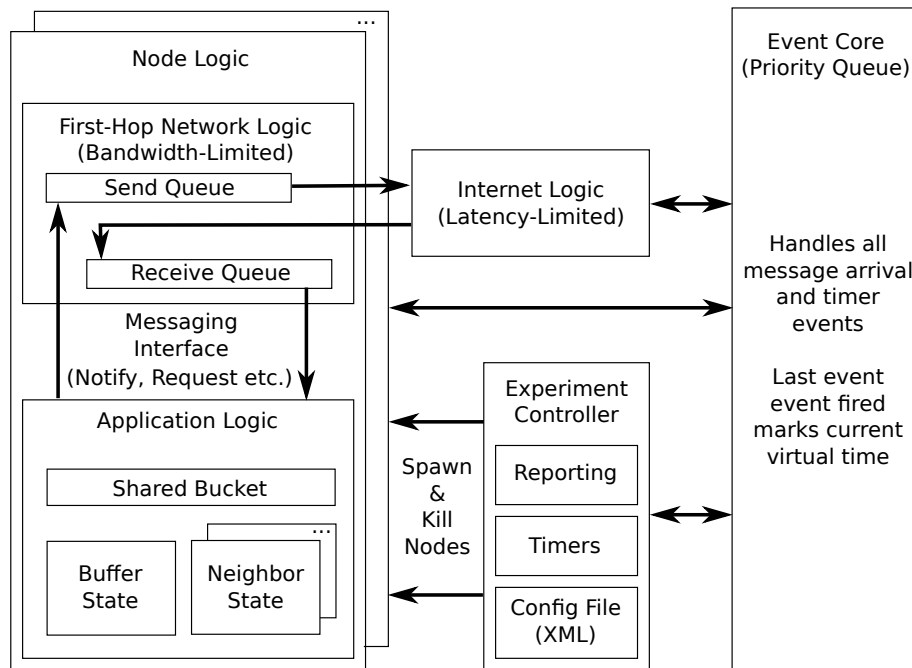 ...
Node Logic
First-Hop Network Logic
(Bandwidth-Limited)
Send Queue
Receive Queue
Messaging
Interface
(Notify, Request etc.)
Application Logic
Shared Bucket
Buffer
State
...
Neighbor
State
Internet Logic
(Latency-Limited)
Spawn
&
Kill
Nodes
Experiment
Controller
Reporting
Timers
Config File
(XML)
Event Core
(Priority Queue)
Handles all
message arrival
and timer
events
Last event
event fired
marks current
virtual time